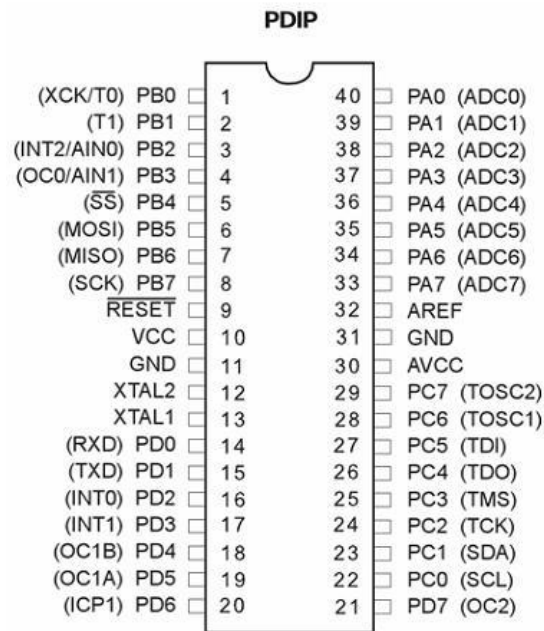 PDIP
(XCK/T0) PB0 1 40 PA0 (ADC0)
(T1) PB1 2 39 PA1 (ADC1)
(INT2/AIN0) PB2 3 38 PA2 (ADC2)
(OC0/AIN1) PB3 4 37 PA3 (ADC3)
(S̅S̅) PB4 5 36 PA4 (ADC4)
(MOSI) PB5 6 35 PA5 (ADC5)
(MISO) PB6 7 34 PA6 (ADC6)
(SCK) PB7 8 33 PA7 (ADC7)
R̅E̅S̅E̅T̅ 9 32 AREF
VCC 10 31 GND
GND 11 30 AVCC
XTAL2 12 29 PC7 (TOSC2)
XTAL1 13 28 PC6 (TOSC1)
(RXD) PD0 14 27 PC5 (TDI)
(TXD) PD1 15 26 PC4 (TDO)
(INT0) PD2 16 25 PC3 (TMS)
(INT1) PD3 17 24 PC2 (TCK)
(OC1B) PD4 18 23 PC1 (SDA)
(OC1A) PD5 19 22 PC0 (SCL)
(ICP1) PD6 20 21 PD7 (OC2)